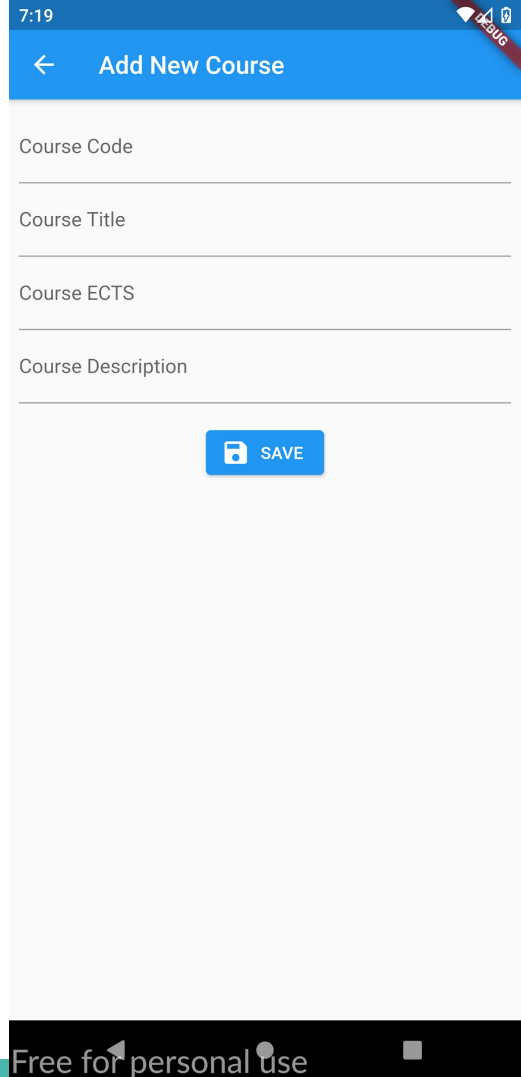 7:19
DEBUG
Add New Course
Course Code
Course Title
Course ECTS
Course Description
SAVE
Free for personal use